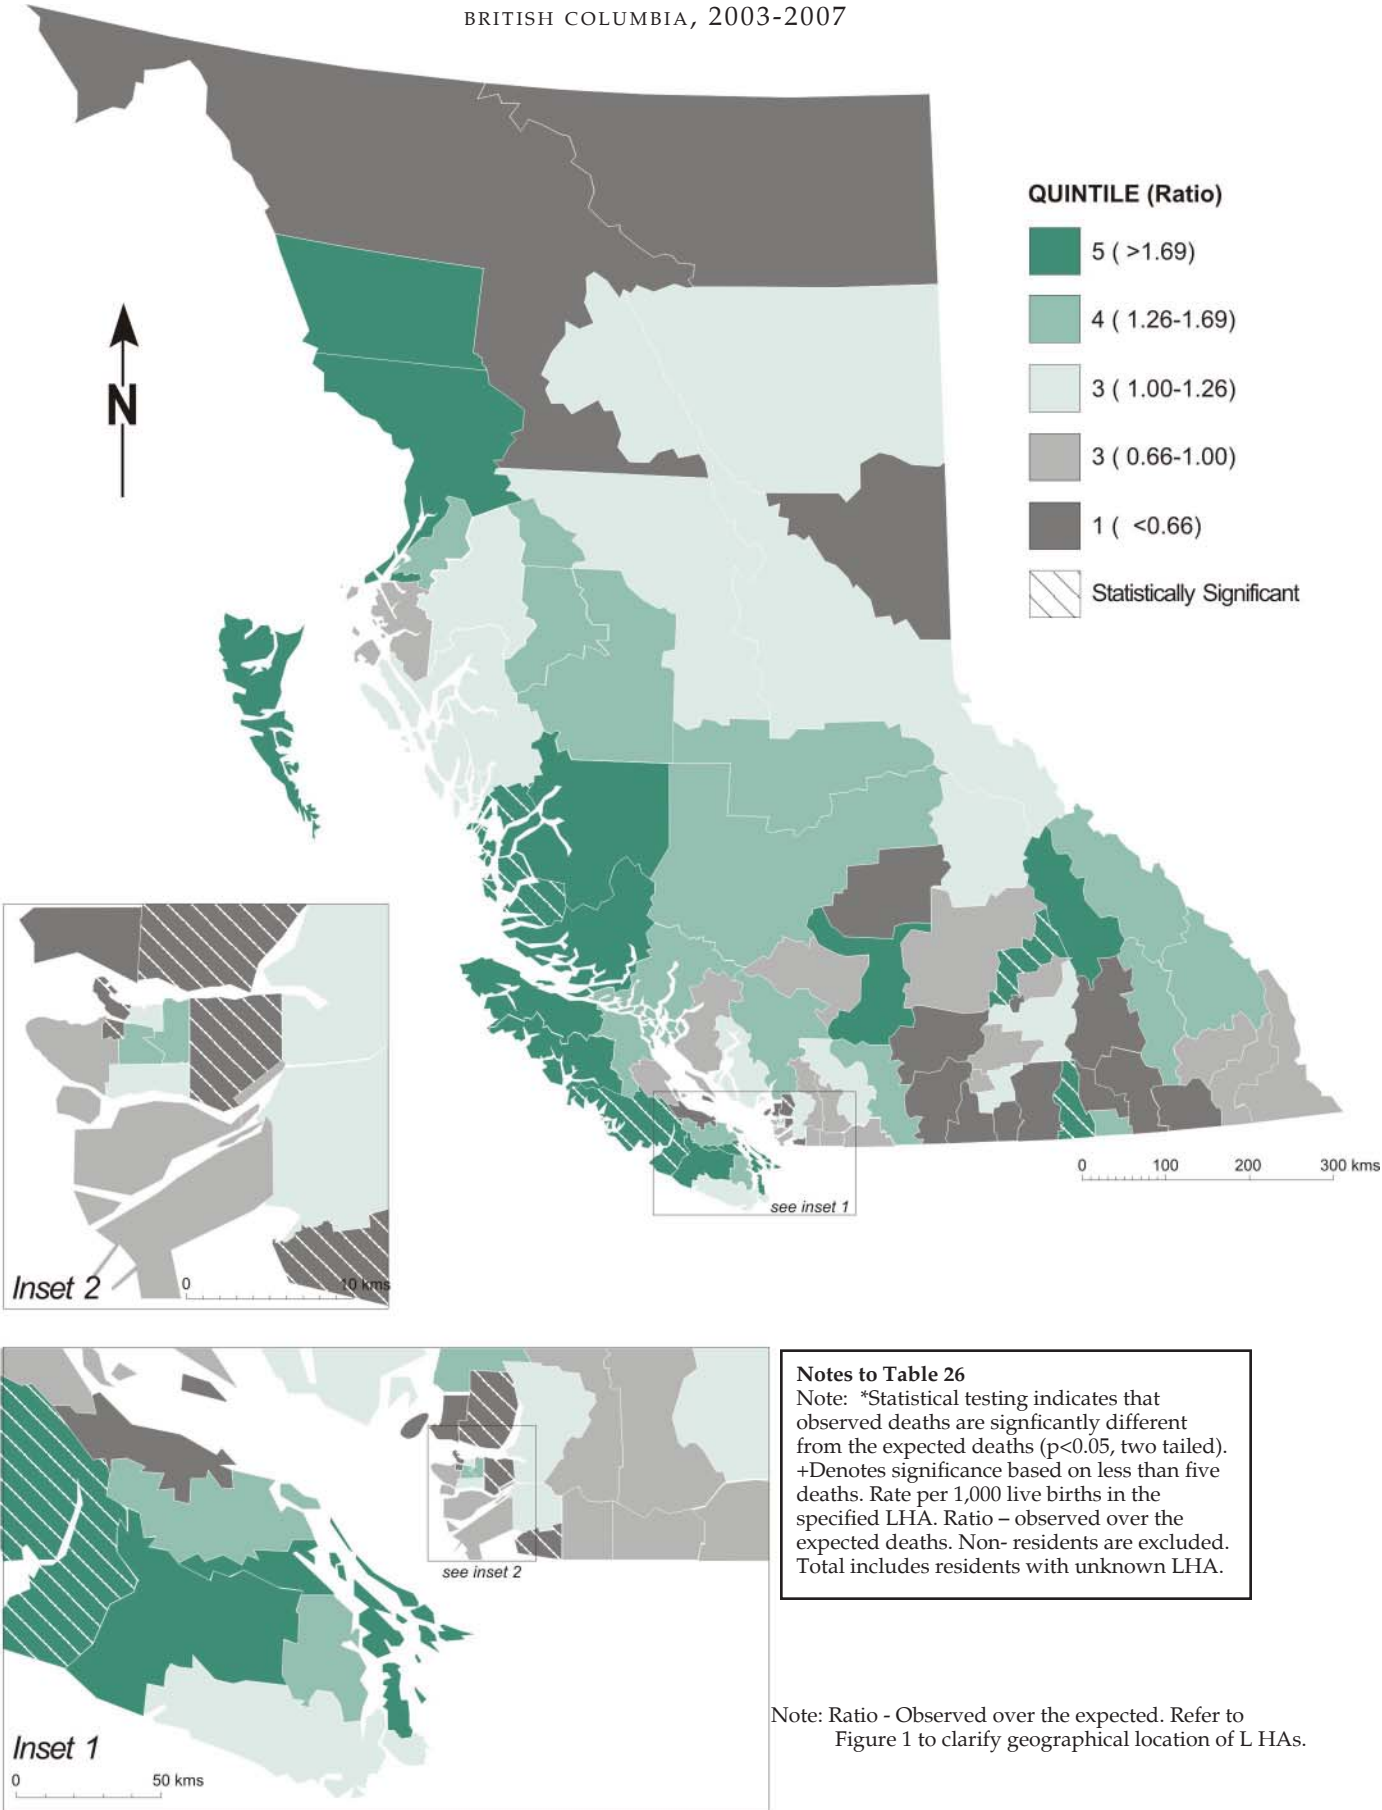 BRITISH COLUMBIA, 2003-2007
QUINTILE (Ratio)
5 ( >1.69)
4 ( 1.26-1.69)
3 ( 1.00-1.26)
3 ( 0.66-1.00)
1 ( <0.66)
Statistically Significant
N
0 100 200 300 kms
see inset 1
Inset 2
0 10 kms
see inset 2
Inset 1
0 50 kms
Notes to Table 26
Note: *Statistical testing indicates that
observed deaths are signficantly different
from the expected deaths (p<0.05, two tailed).
+Denotes significance based on less than five
deaths. Rate per 1,000 live births in the
specified LHA. Ratio – observed over the
expected deaths. Non- residents are excluded.
Total includes residents with unknown LHA.
Note: Ratio - Observed over the expected. Refer to
Figure 1 to clarify geographical location of L HAs.